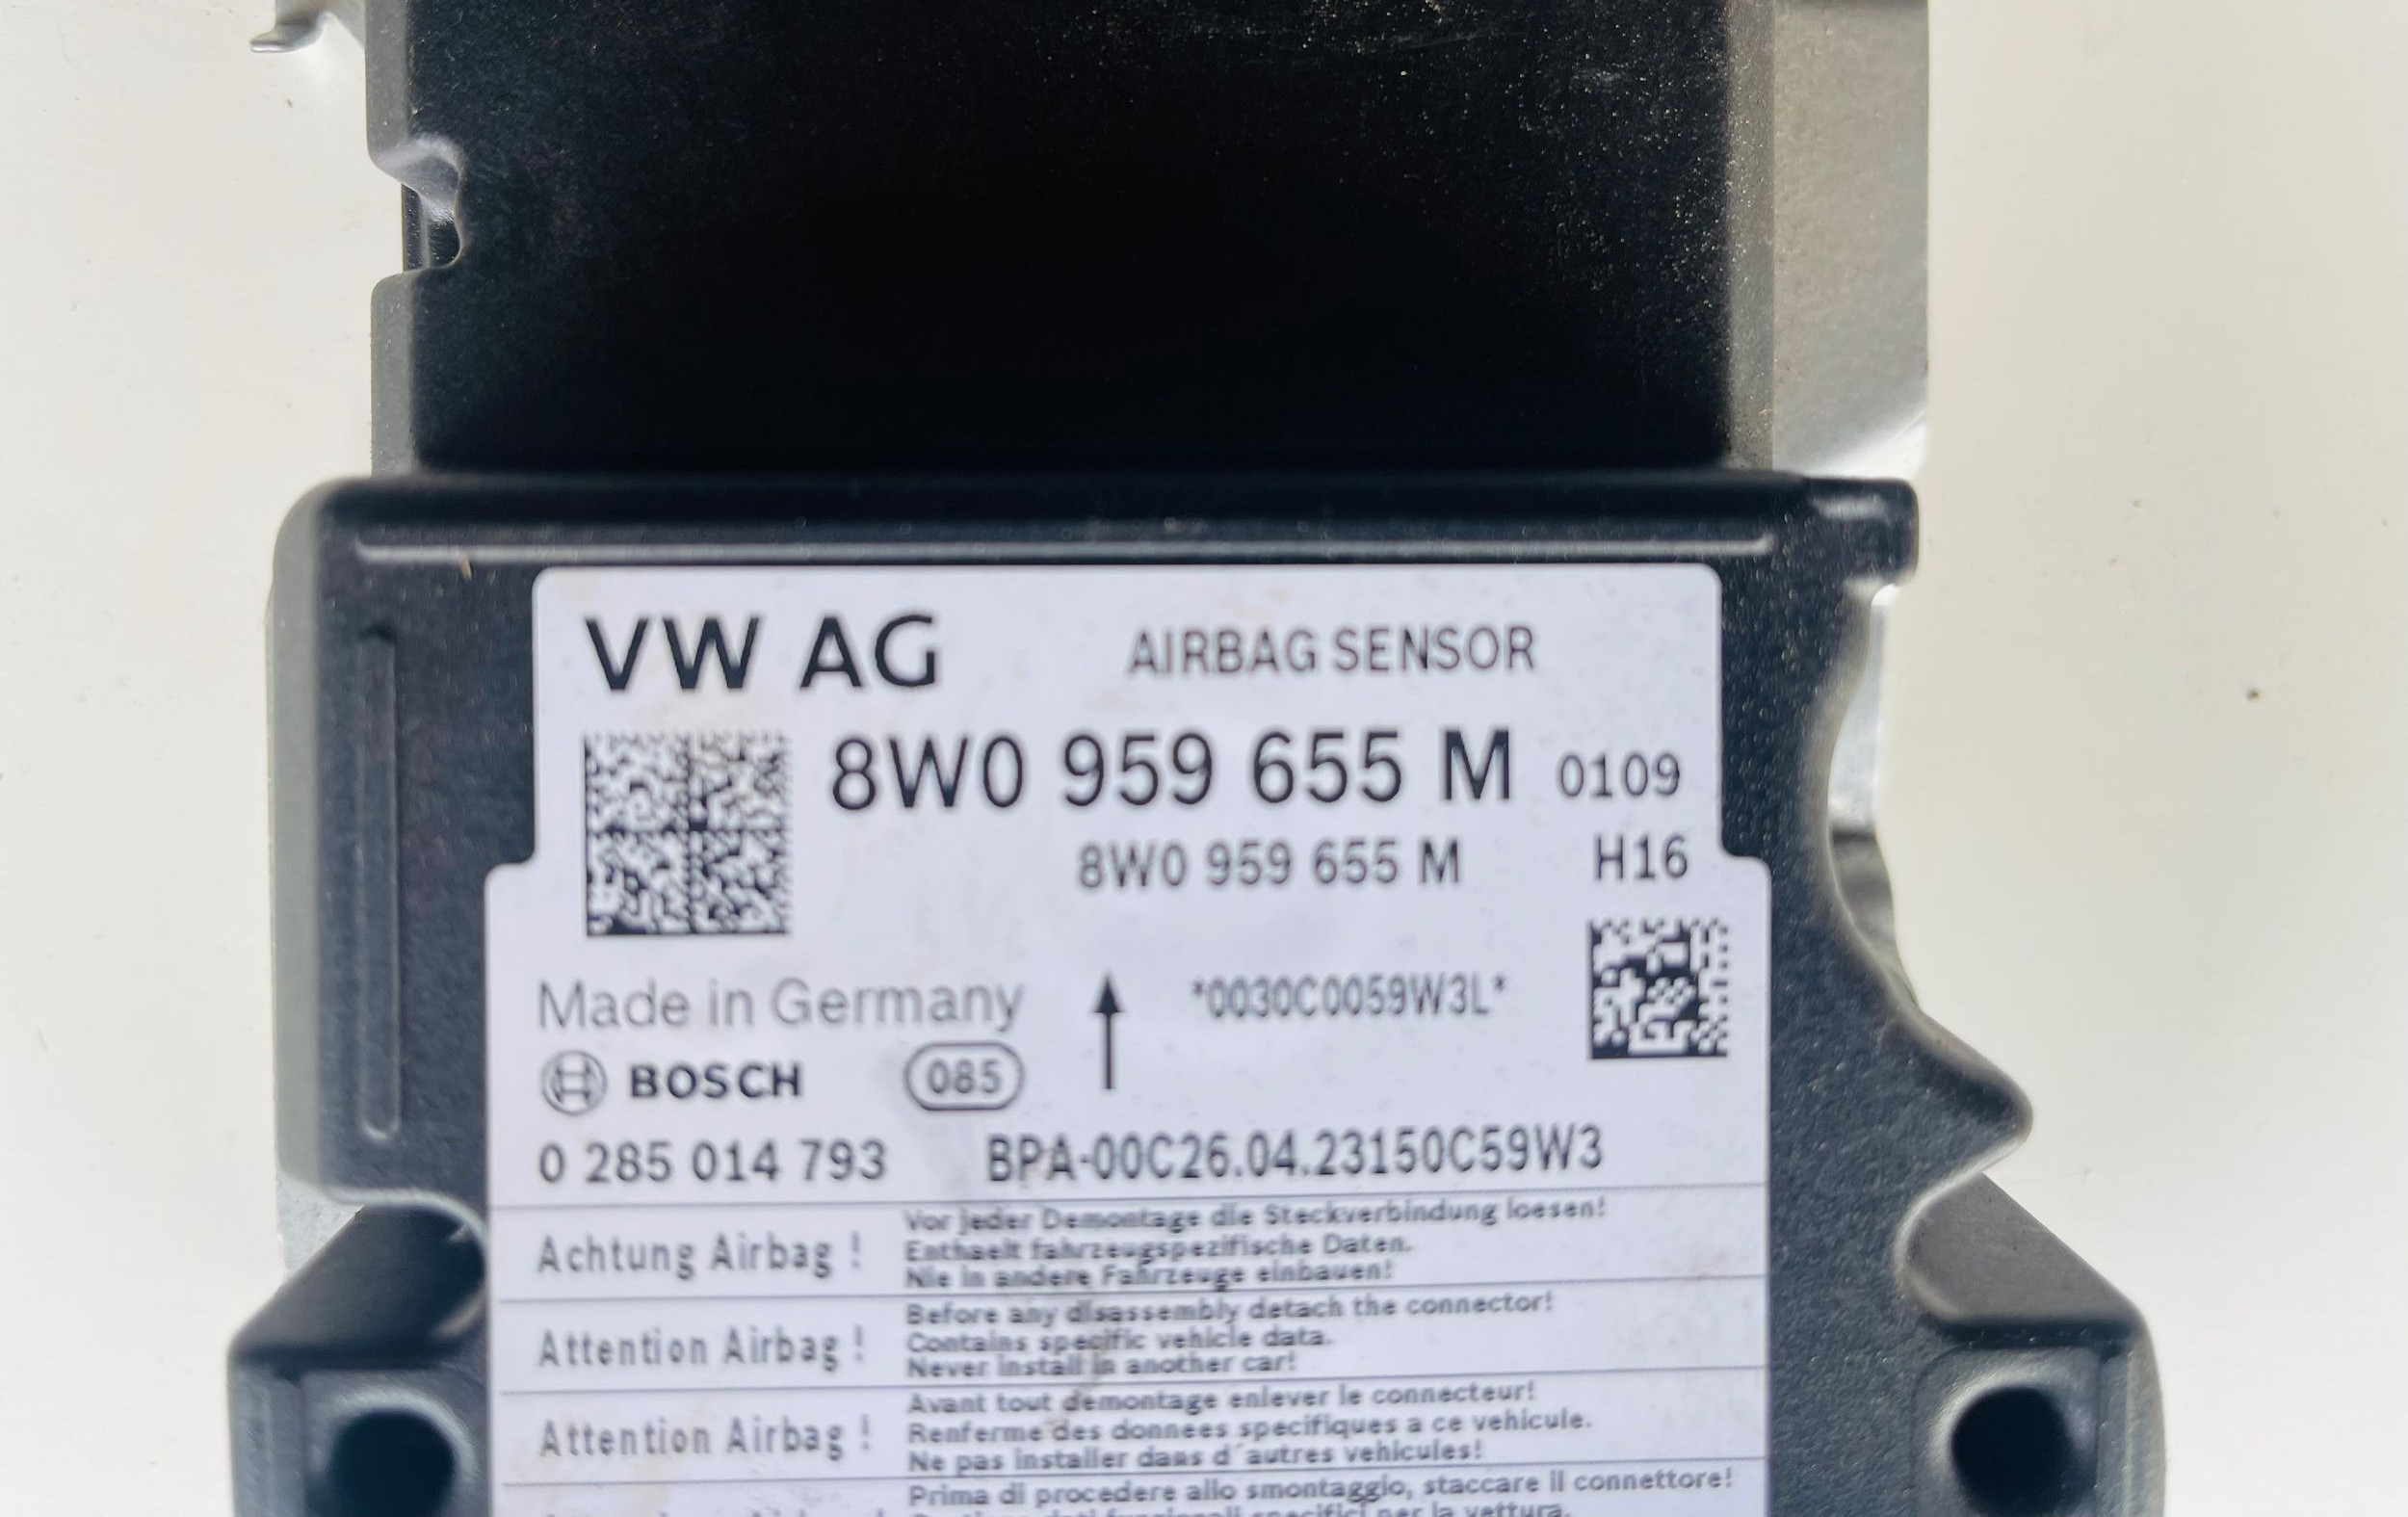 VW AG AIRBAG SENSOR
8W0 959 655 M 0109
8W0 959 655 M H16
Made in Germany *0030C0059W3L*
BOSCH 085
0 285 014 793 BPA-00C26.04.23150C59W3
Achtung Airbag !
Vor jeder Demontage die Steckverbindung loesen!
Enthaelt fahrzeugspezifische Daten.
Nie in andere Fahrzeuge einbauen!
Attention Airbag !
Before any disassembly detach the connector!
Contains specific vehicle data.
Never install in another car!
Attention Airbag !
Avant tout demontage enlever le connecteur!
Renferme des donnees specifiques a ce vehicule.
Ne pas installer dans d´autres vehicules!
Prima di procedere allo smontaggio, staccare il connettore!
per la vettura.